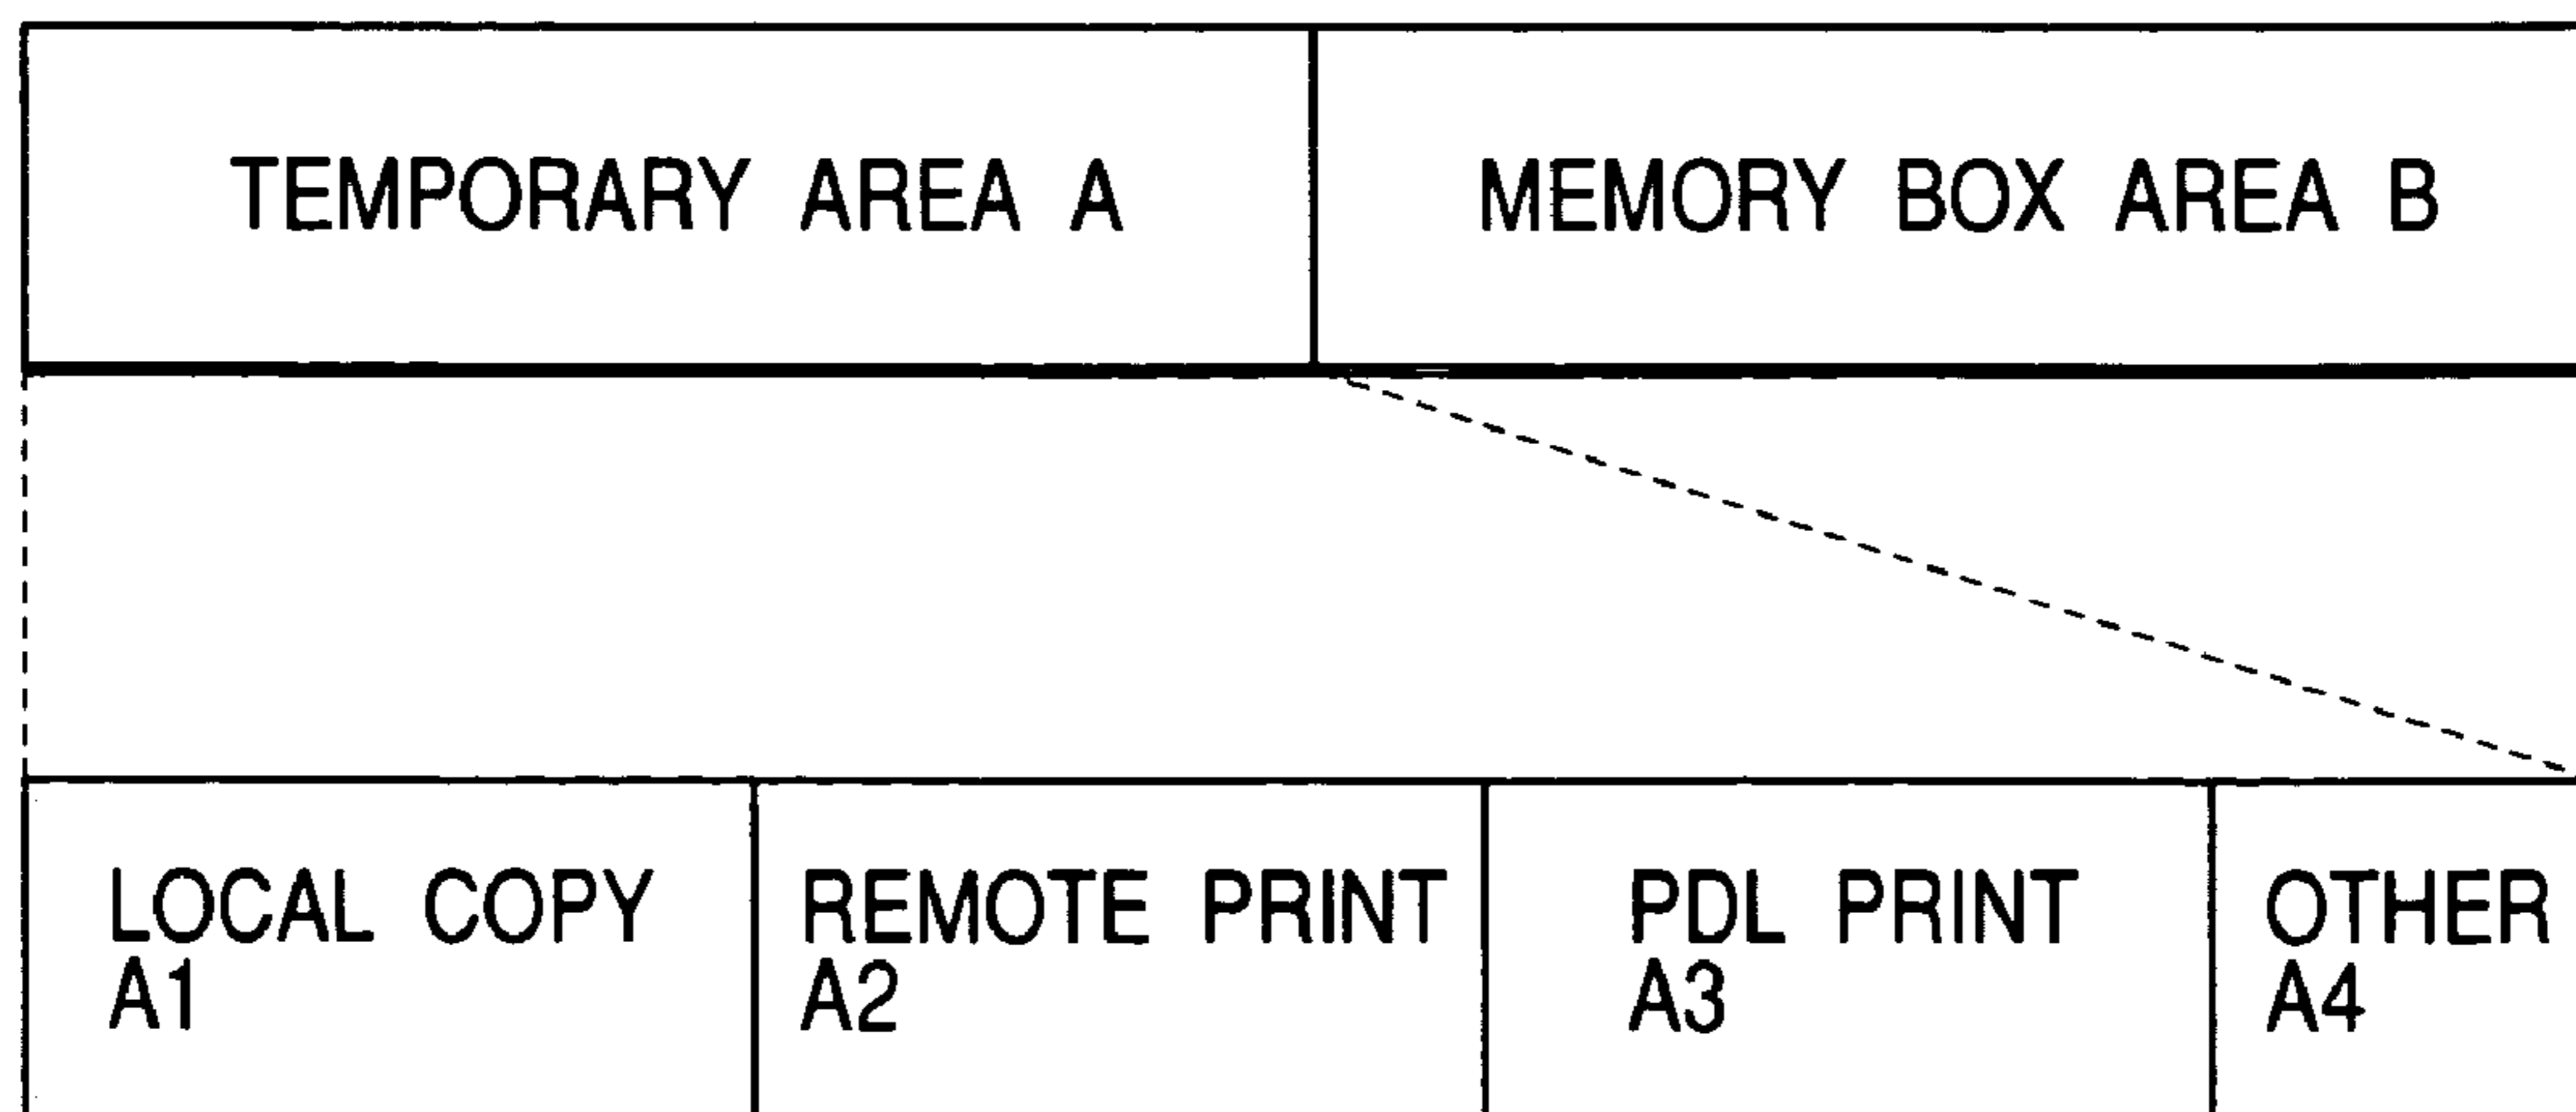 TEMPORARY AREA A
MEMORY BOX AREA B
LOCAL COPY
A1
REMOTE PRINT
A2
PDL PRINT
A3
OTHER
A4